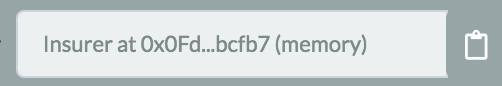 Insurer at 0x0Fd...bcfb7 (memory)